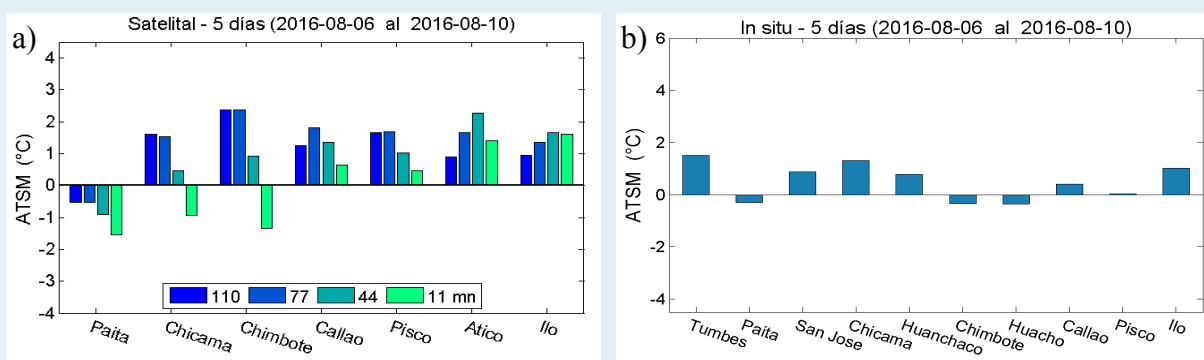 a)
Satelital - 5 días (2016-08-06 al 2016-08-10)
ATSM (°C)
4
3
2
1
0
-1
-2
-3
-4
110 77 44 11 mn
Paita Chicama Chimbote Callao Pisco Atico Ilo
b)
In situ - 5 días (2016-08-06 al 2016-08-10)
ATSM (°C)
6
4
2
0
-2
-4
Tumbes Paita San Jose Chicama Huanchaco Chimbote Huacho Callao Pisco Ilo